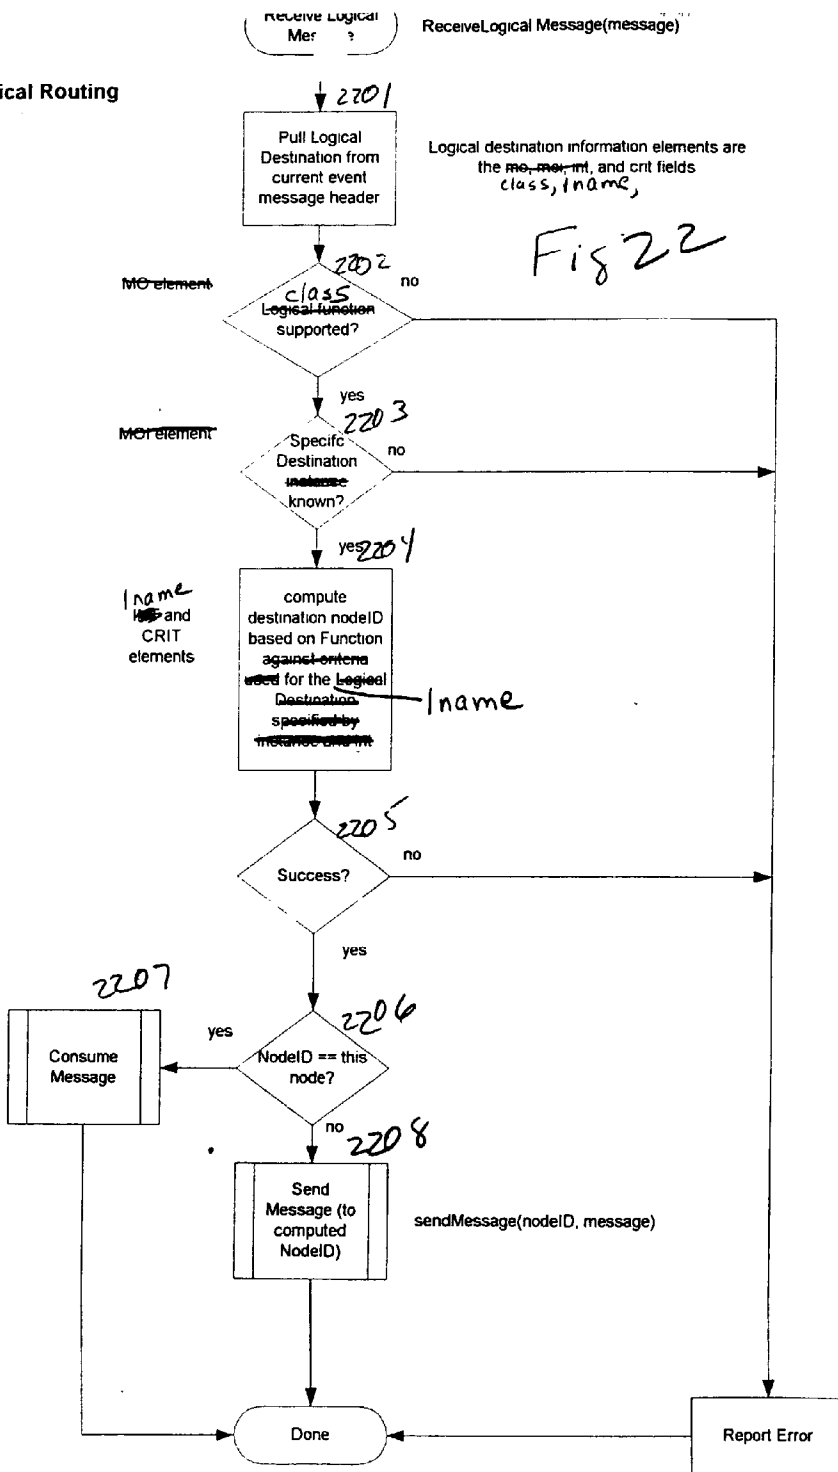 Receive Logical
ReceiveLogical Message(message)
ical Routing
2201
Pull Logical
Destination from
current event
message header
Logical destination information elements are
the mo, moi, int, and crit fields
class, lname,
Fig 22
2202
MO element
no
class
Logical function
supported?
yes
2203
MOI element
Specifc
Destination
instance
known?
no
yes
2204
lname
and
CRIT
elements
compute
destination nodeID
based on Function
against criteria
used for the Logical
Destination
specified by
instance and int
lname
2205
Success?
no
yes
2207
2206
yes
Consume
Message
NodeID == this
node?
no
2208
Send
Message (to
computed
NodeID)
sendMessage(nodeID, message)
Done
Report Error